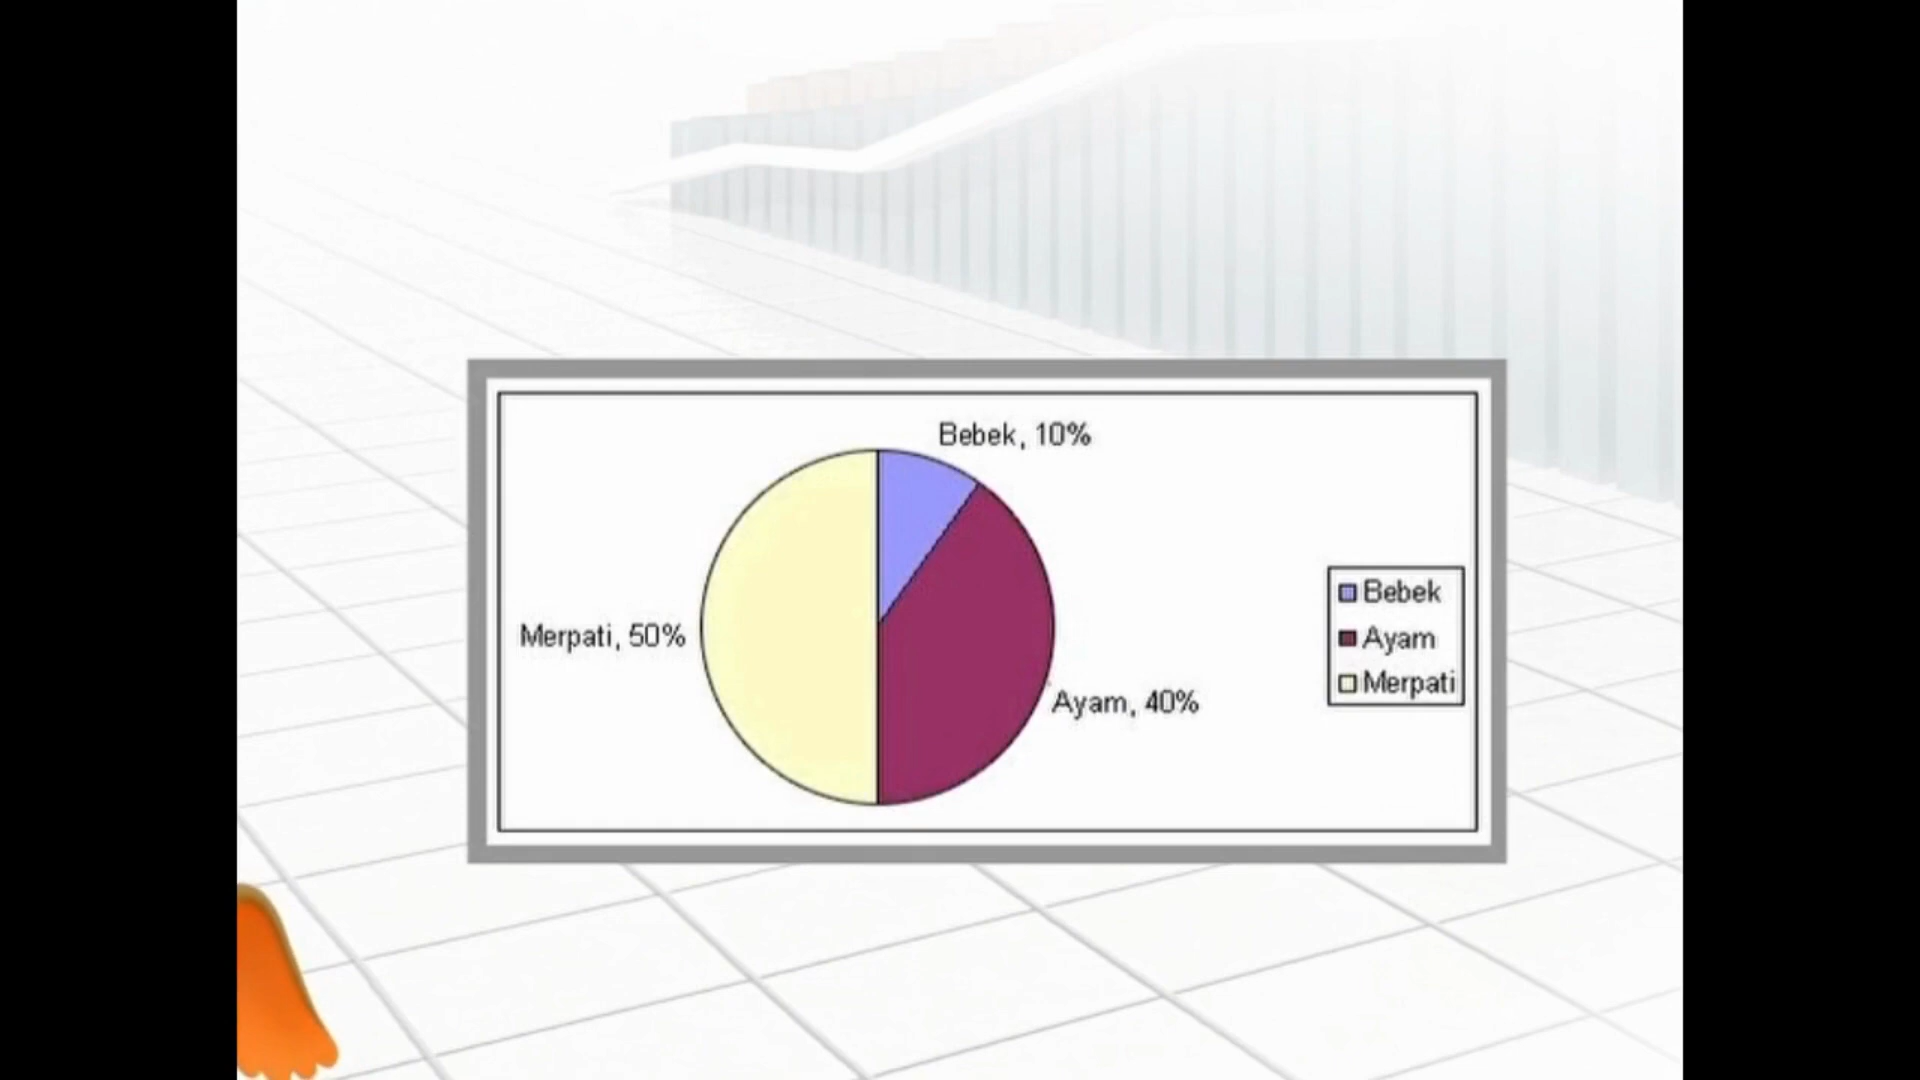 Bebek, 10%
Merpati, 50%
Ayam, 40%
Bebek
Ayam
Merpati